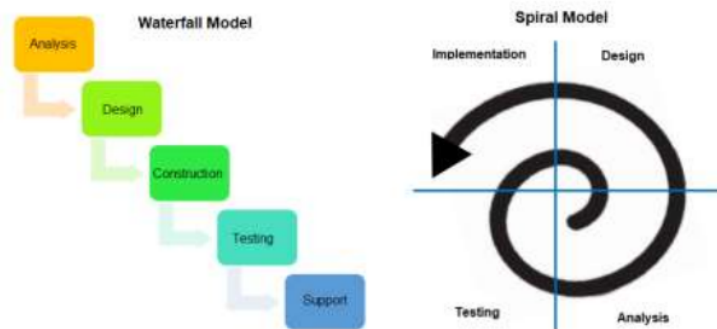 Waterfall Model
Analysis
Design
Construction
Testing
Support
Spiral Model
Implementation
Design
Testing
Analysis